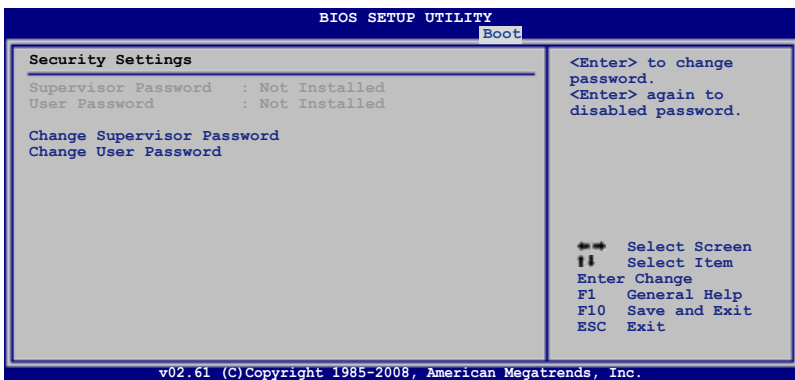 BIOS SETUP UTILITY
Boot
Security Settings
Supervisor Password : Not Installed
User Password : Not Installed
Change Supervisor Password
Change User Password
<Enter> to change
password.
<Enter> again to
disabled password.
Select Screen
Select Item
Enter Change
F1 General Help
F10 Save and Exit
ESC Exit
v02.61 (C)Copyright 1985-2008, American Megatrends, Inc.